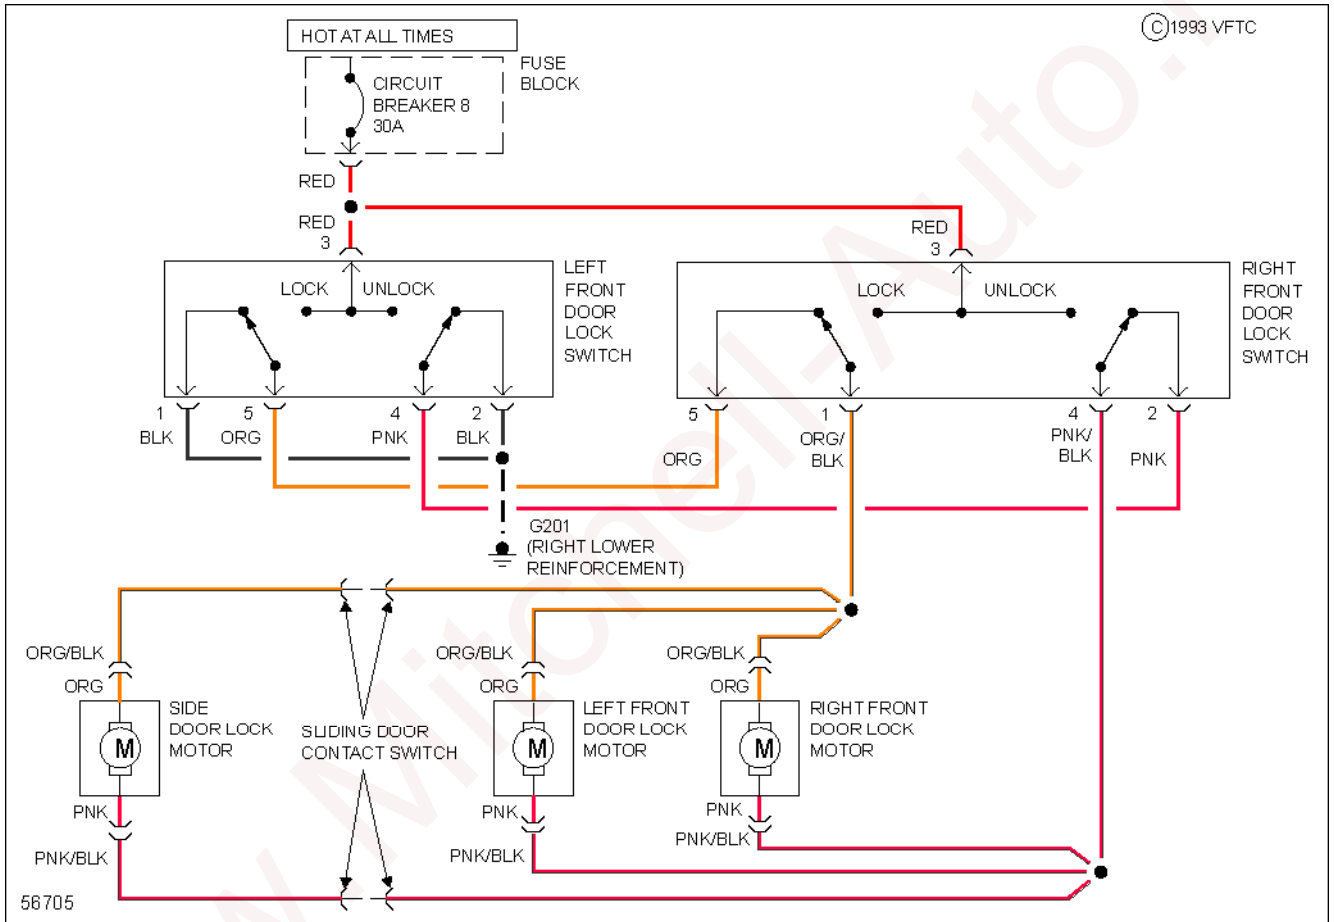 HOT AT ALL TIMES
© 1993 VFTC
FUSE
BLOCK
CIRCUIT
BREAKER 8
30A
RED
RED
3
RED
3
LEFT
FRONT
DOOR
LOCK
SWITCH
LOCK
UNLOCK
RIGHT
FRONT
DOOR
LOCK
SWITCH
LOCK
UNLOCK
1
5
4
2
BLK
ORG
PNK
BLK
5
1
4
2
ORG
ORG/
BLK
PNK/
BLK
PNK
G201
(RIGHT LOWER
REINFORCEMENT)
ORG/BLK
ORG
ORG/BLK
ORG
ORG/BLK
ORG
SIDE
DOOR LOCK
MOTOR
M
SLIDING DOOR
CONTACT SWITCH
LEFT FRONT
DOOR LOCK
MOTOR
M
RIGHT FRONT
DOOR LOCK
MOTOR
M
PNK
PNK/BLK
PNK
PNK/BLK
PNK
PNK/BLK
56705
w.Mitchell-Auto.